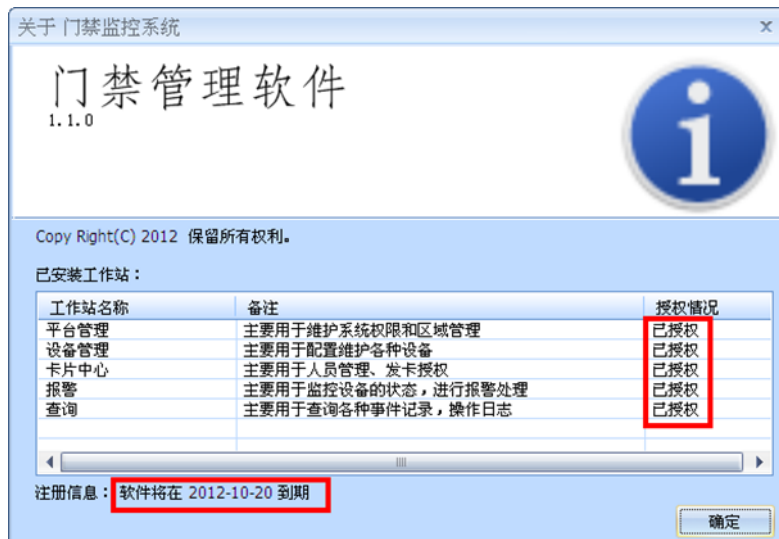 关于 门禁监控系统
门禁管理软件
1.1.0
Copy Right(C) 2012 保留所有权利。
已安装工作站：
工作站名称 备注 授权情况
平台管理 主要用于维护系统权限和区域管理 已授权
设备管理 主要用于配置维护各种设备 已授权
卡片中心 主要用于人员管理、发卡授权 已授权
报警 主要用于监控设备的状态，进行报警处理 已授权
查询 主要用于查询各种事件记录，操作日志 已授权
注册信息：软件将在 2012-10-20 到期
确定